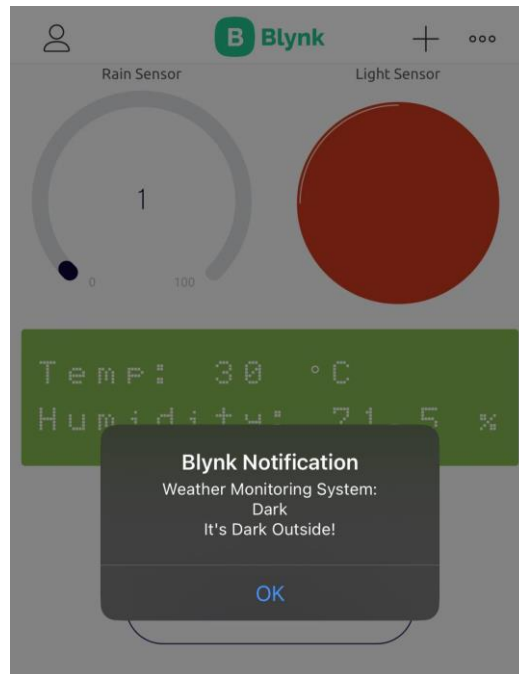 B Blynk
Rain Sensor
Light Sensor
1
0
100
Temp: 30 °C
Humidity: 71.5 %
Blynk Notification
Weather Monitoring System:
Dark
It's Dark Outside!
OK